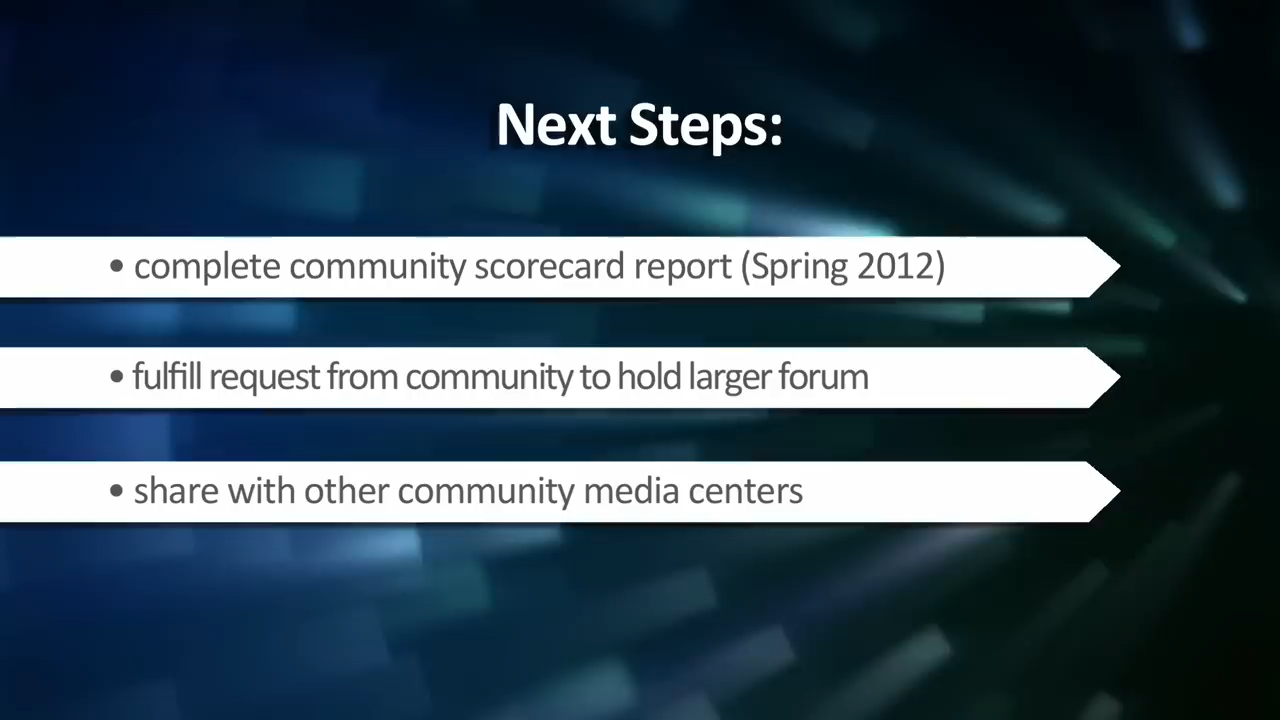 Next Steps:
• complete community scorecard report (Spring 2012)
• fulfill request from community to hold larger forum
• share with other community media centers